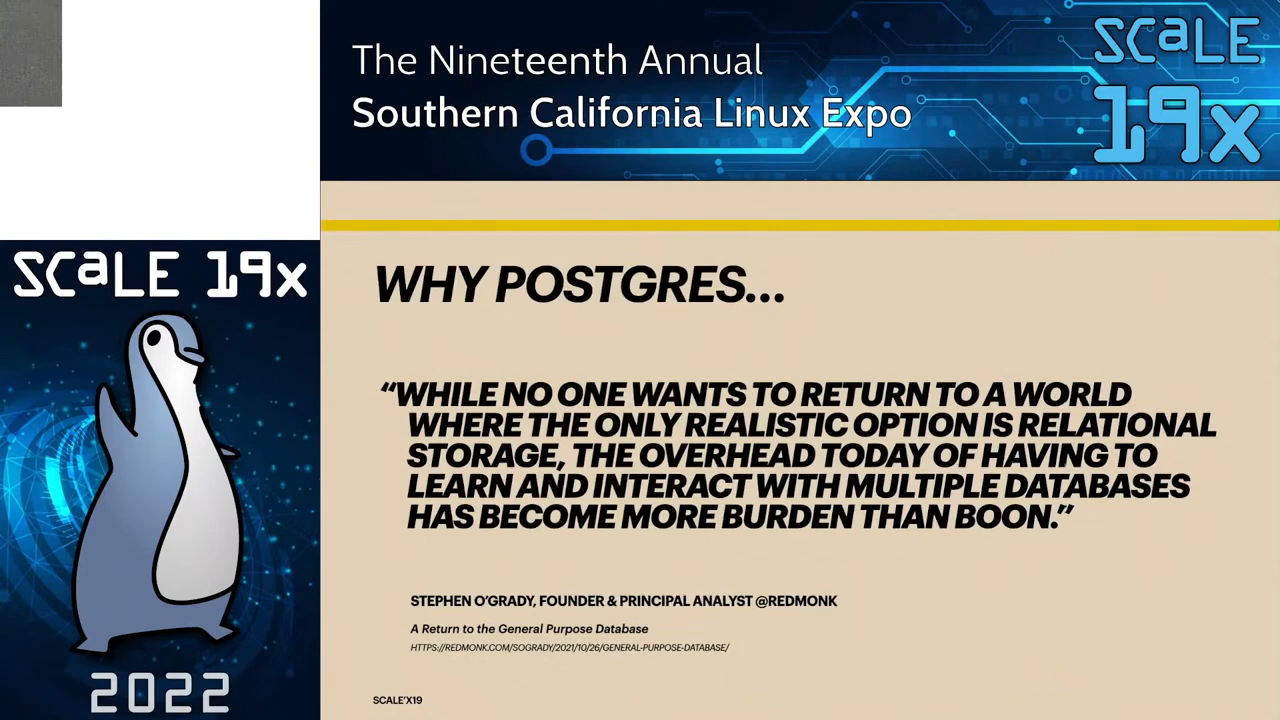 The Nineteenth Annual
Southern California Linux Expo
SCaLE
19x
SCaLE 19x
2022
WHY POSTGRES...
“WHILE NO ONE WANTS TO RETURN TO A WORLD
WHERE THE ONLY REALISTIC OPTION IS RELATIONAL
STORAGE, THE OVERHEAD TODAY OF HAVING TO
LEARN AND INTERACT WITH MULTIPLE DATABASES
HAS BECOME MORE BURDEN THAN BOON.”
STEPHEN O’GRADY, FOUNDER & PRINCIPAL ANALYST @REDMONK
A Return to the General Purpose Database
HTTPS://REDMONK.COM/SOGRADY/2021/10/26/GENERAL-PURPOSE-DATABASE/
SCALE’X19